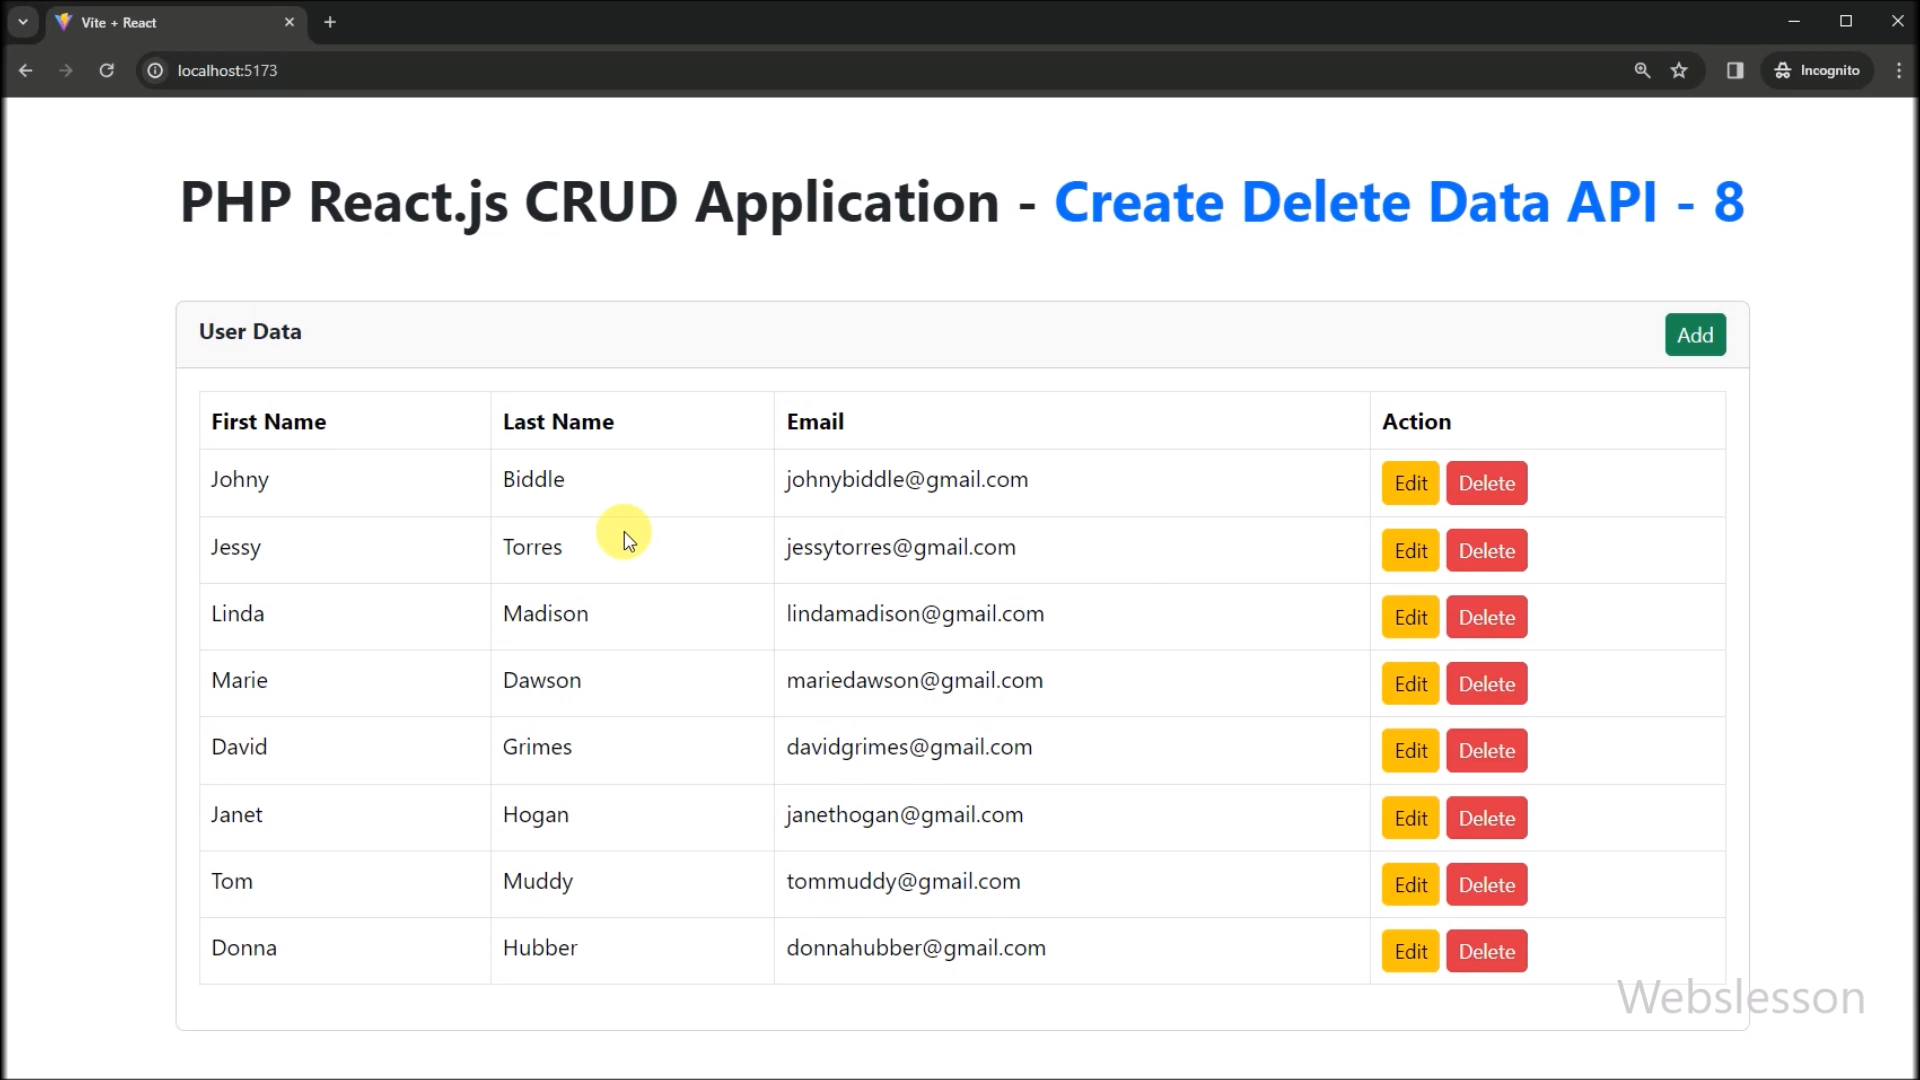 Vite + React
localhost:5173
Incognito
PHP React.js CRUD Application - Create Delete Data API - 8
User Data
Add
First Name Last Name Email Action
Johny Biddle johnybiddle@gmail.com Edit Delete
Jessy Torres jessytorres@gmail.com Edit Delete
Linda Madison lindamadison@gmail.com Edit Delete
Marie Dawson mariedawson@gmail.com Edit Delete
David Grimes davidgrimes@gmail.com Edit Delete
Janet Hogan janethogan@gmail.com Edit Delete
Tom Muddy tommuddy@gmail.com Edit Delete
Donna Hubber donnahubber@gmail.com Edit Delete
Webslesson